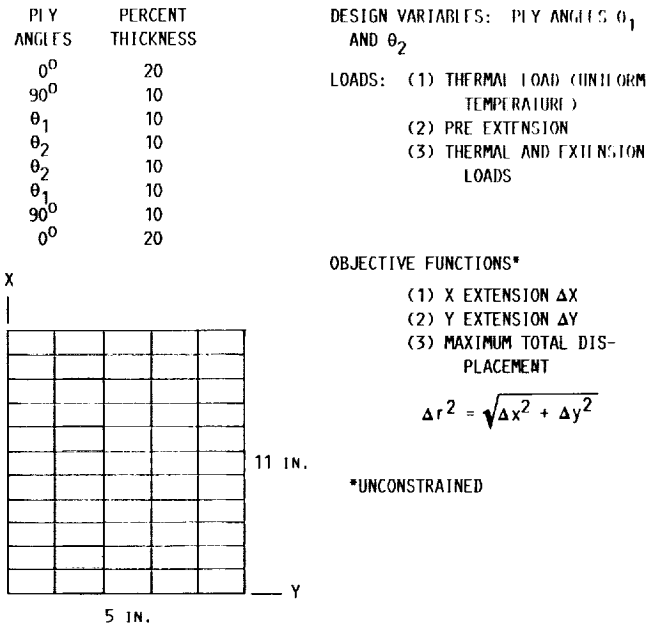 PLY PERCENT
ANGLES THICKNESS
0° 20
90° 10
θ1 10
θ2 10
θ2 10
θ1 10
90° 10
0° 20
DESIGN VARIABLES: PLY ANGLES θ1
AND θ2
LOADS: (1) THERMAL LOAD (UNIFORM
TEMPERATURE)
(2) PRE EXTENSION
(3) THERMAL AND EXTENSION
LOADS
OBJECTIVE FUNCTIONS*
(1) X EXTENSION ΔX
(2) Y EXTENSION ΔY
(3) MAXIMUM TOTAL DIS-
PLACEMENT
Δr² = √Δx² + Δy²
*UNCONSTRAINED
X
11 IN.
Y
5 IN.